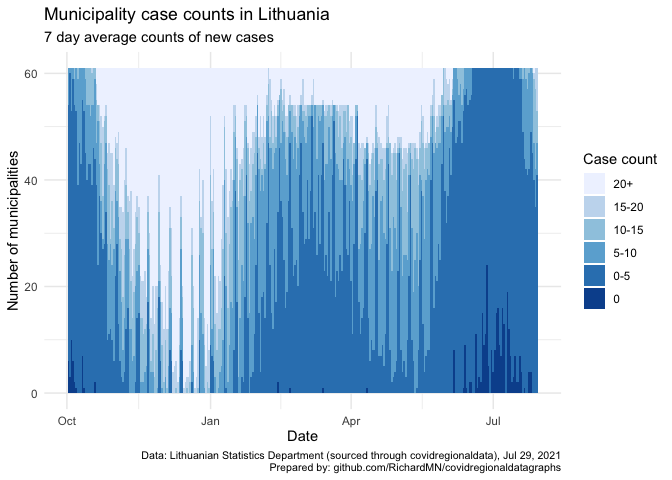 Municipality case counts in Lithuania
7 day average counts of new cases
Number of municipalities
60
40
20
0
Oct
Jan
Apr
Jul
Date
Case count
20+
15-20
10-15
5-10
0-5
0
Data: Lithuanian Statistics Department (sourced through covidregionaldata), Jul 29, 2021
Prepared by: github.com/RichardMN/covidregionaldatagraphs